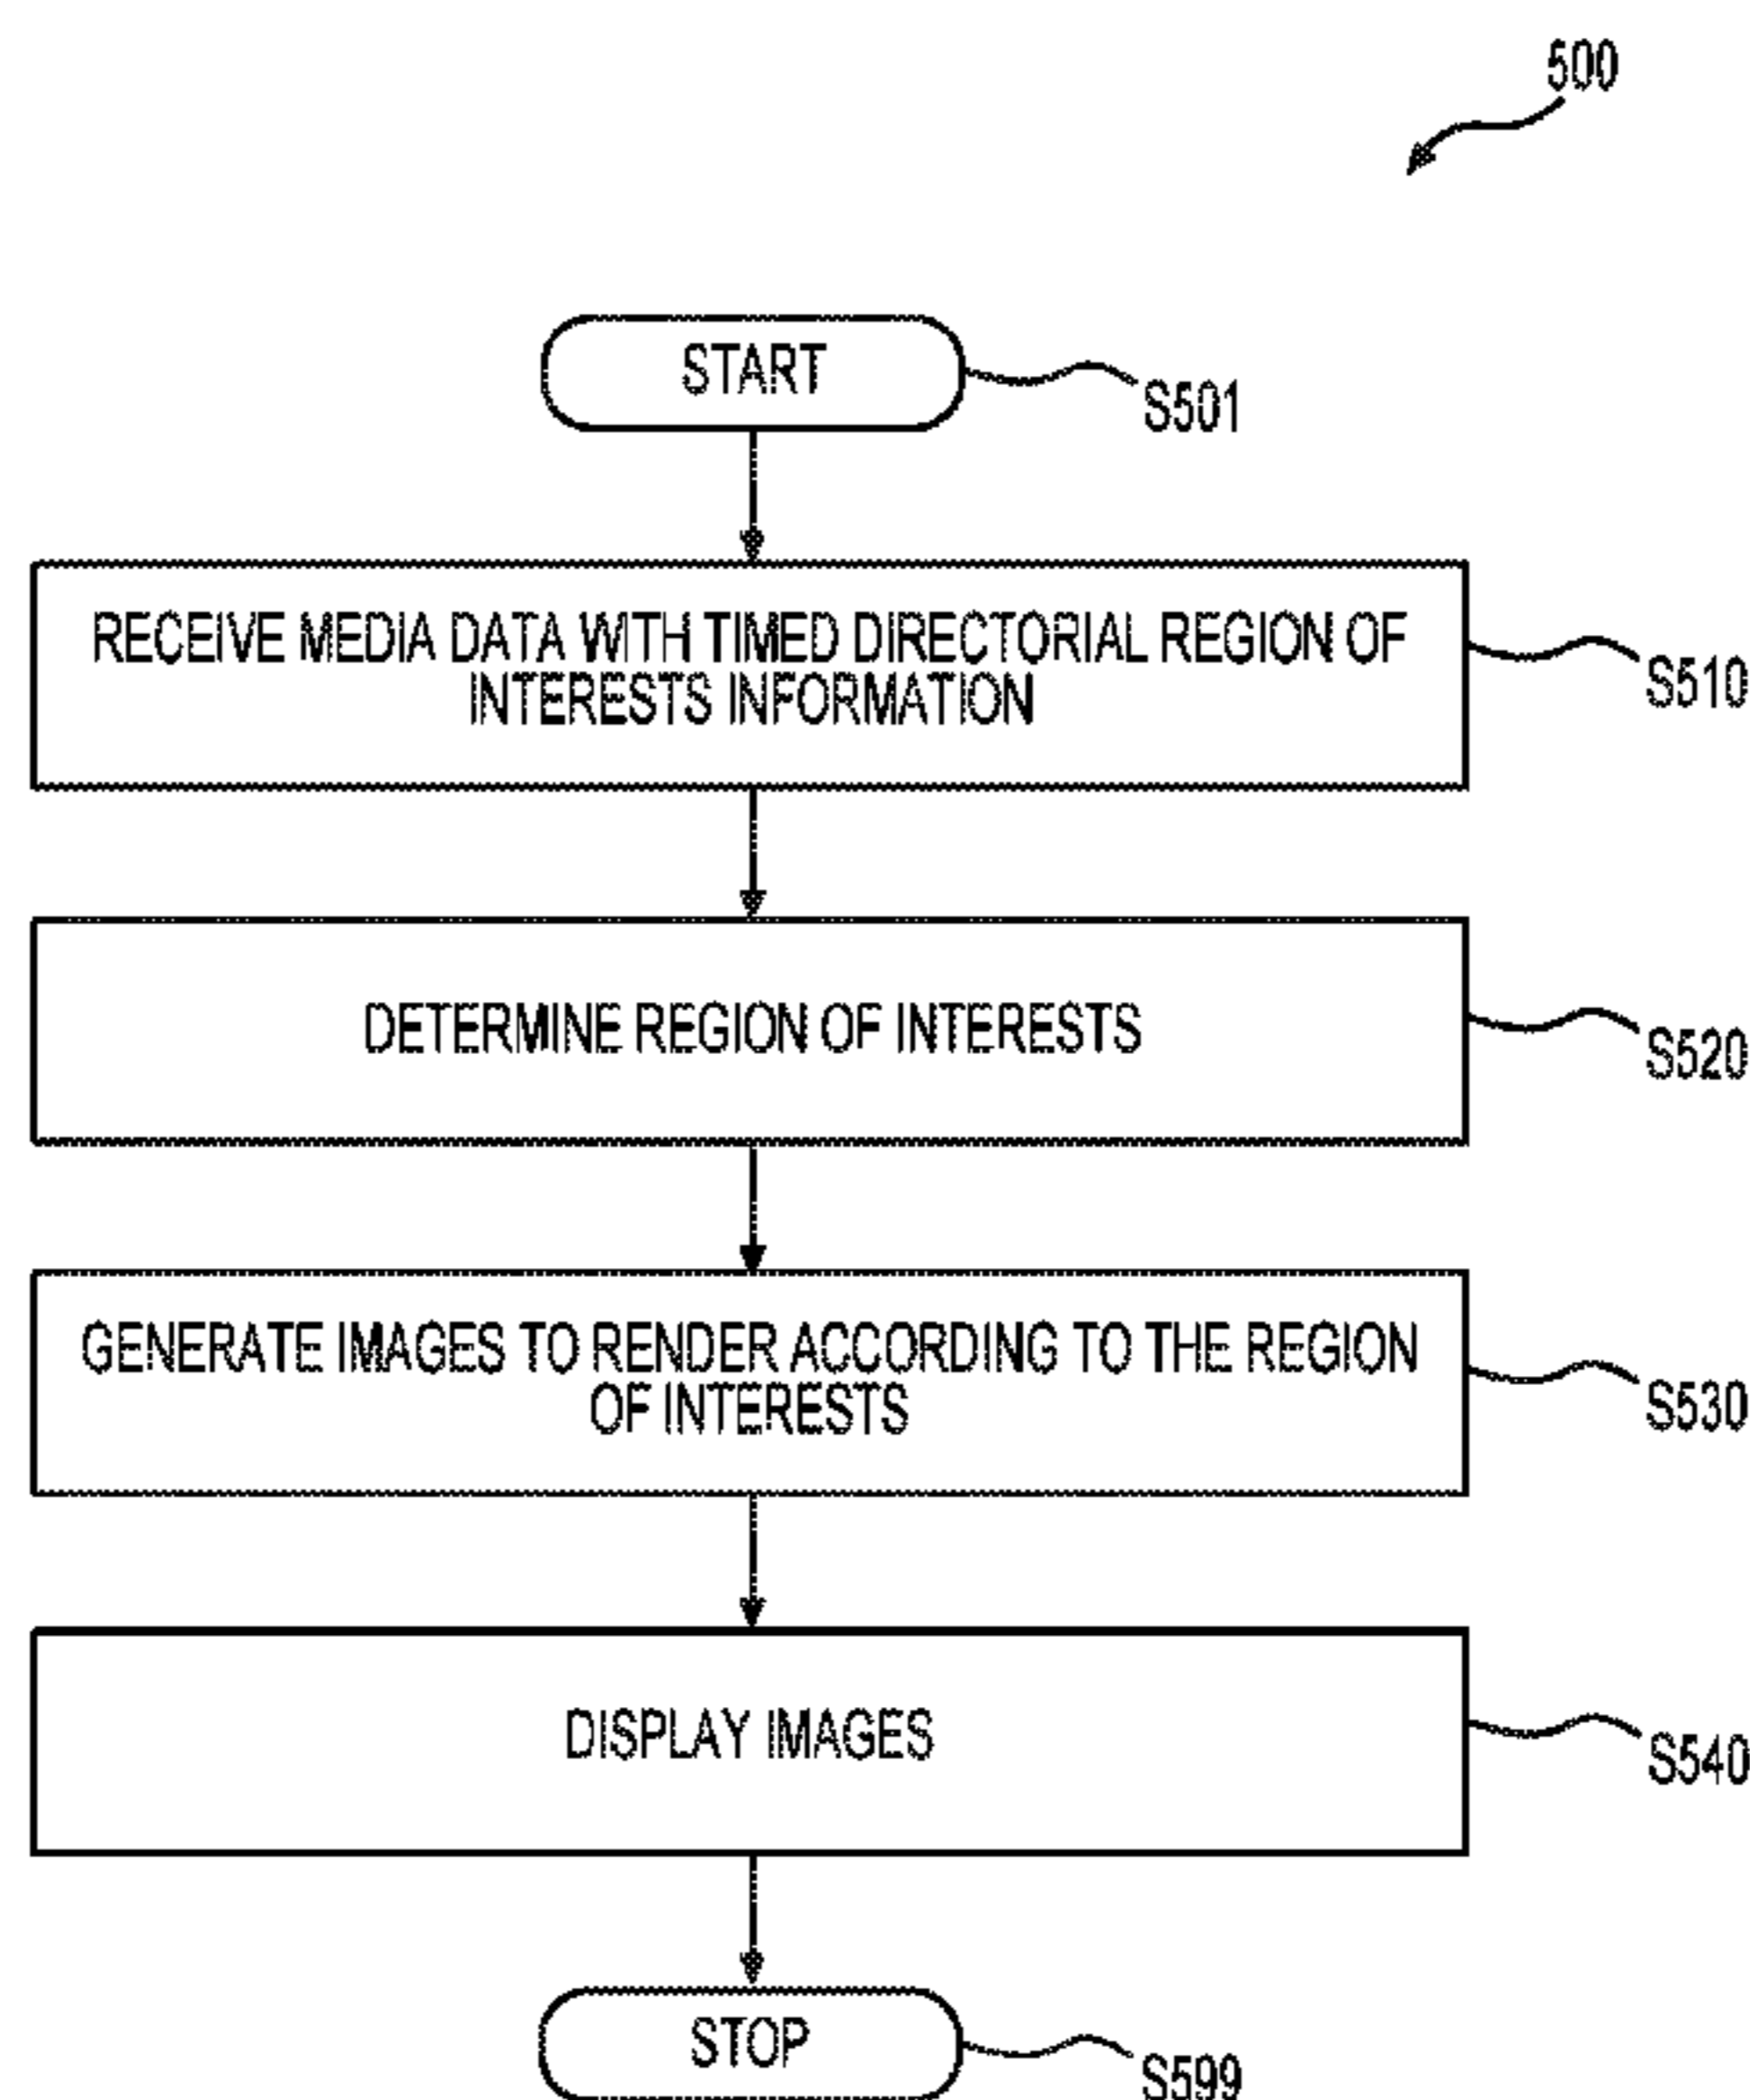 500
START
S501
RECEIVE MEDIA DATA WITH TIMED DIRECTORIAL REGION OF
INTERESTS INFORMATION
S510
DETERMINE REGION OF INTERESTS
S520
GENERATE IMAGES TO RENDER ACCORDING TO THE REGION
OF INTERESTS
S530
DISPLAY IMAGES
S540
STOP
S599